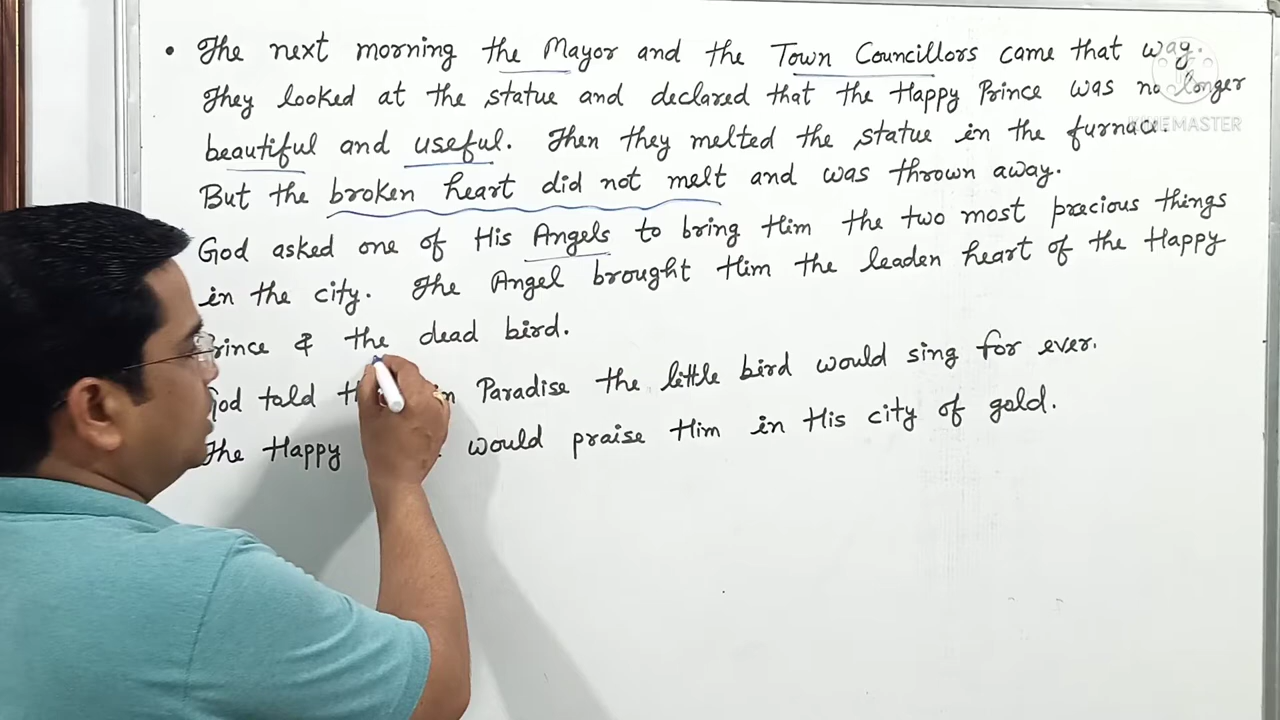 • The next morning the Mayor and the Town Councillors came that way.
They looked at the statue and declared that the Happy Prince was no longer
beautiful and useful. Then they melted the statue in the furnace.
KINEMASTER
But the broken heart did not melt and was thrown away.
God asked one of His Angels to bring Him the two most precious things
in the city. The Angel brought Him the leaden heart of the Happy
Prince & the dead bird.
God told in Paradise the little bird would sing for ever.
The Happy would praise Him in His city of gold.